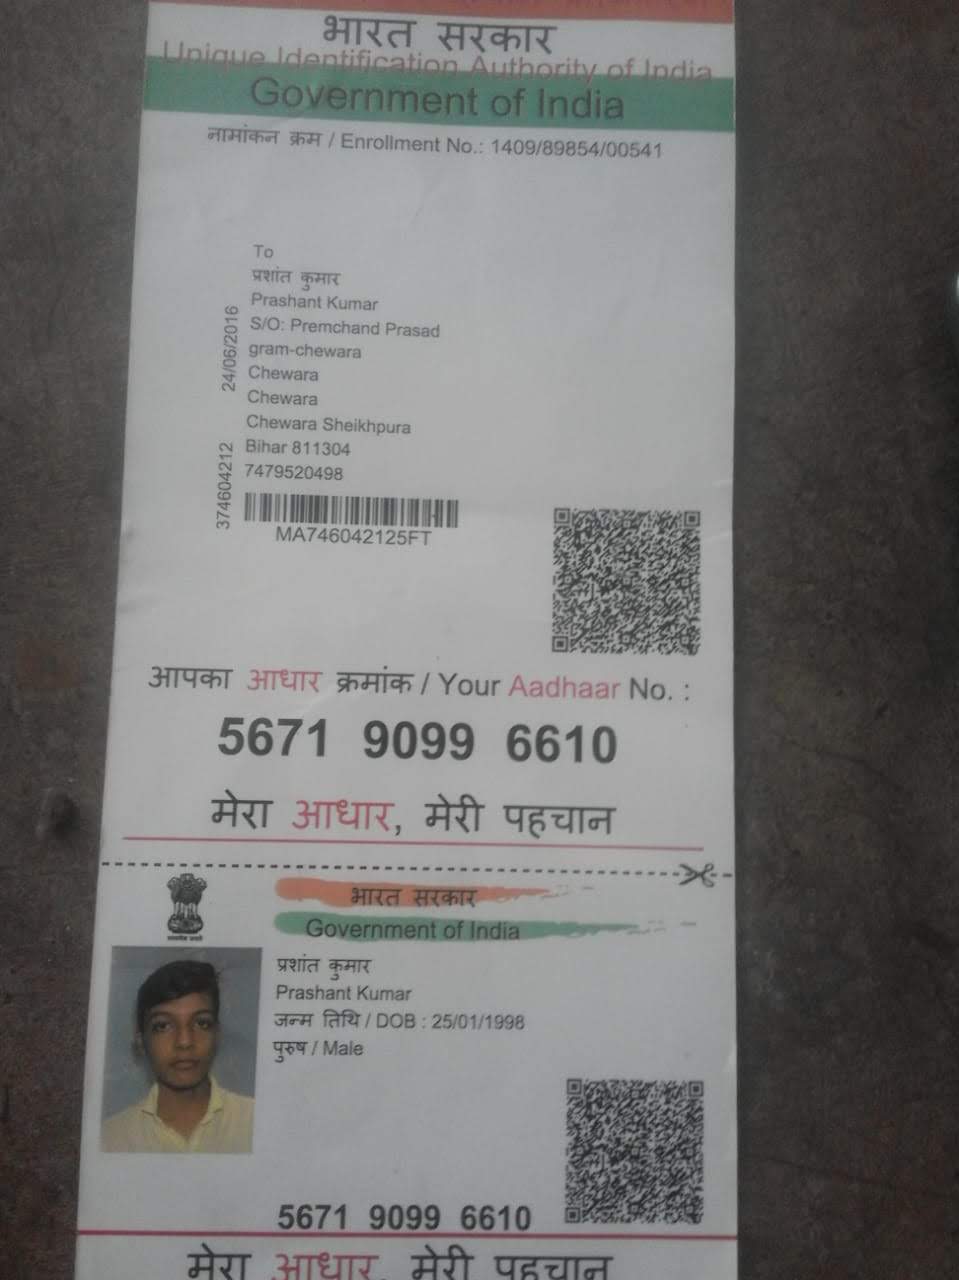 भारत सरकार
Unique Identification Authority of India
Government of India
नामांकन क्रम / Enrollment No.: 1409/89854/00541
To
प्रशांत कुमार
Prashant Kumar
S/O: Premchand Prasad
gram-chewara
Chewara
Chewara
Chewara Sheikhpura
Bihar 811304
7479520498
24/06/2016
374604212
MA746042125FT
आपका आधार क्रमांक / Your Aadhaar No. :
5671 9099 6610
मेरा आधार, मेरी पहचान
भारत सरकार
Government of India
प्रशांत कुमार
Prashant Kumar
जन्म तिथि / DOB : 25/01/1998
पुरुष / Male
5671 9099 6610
मेरा आधार, मेरी पहचान